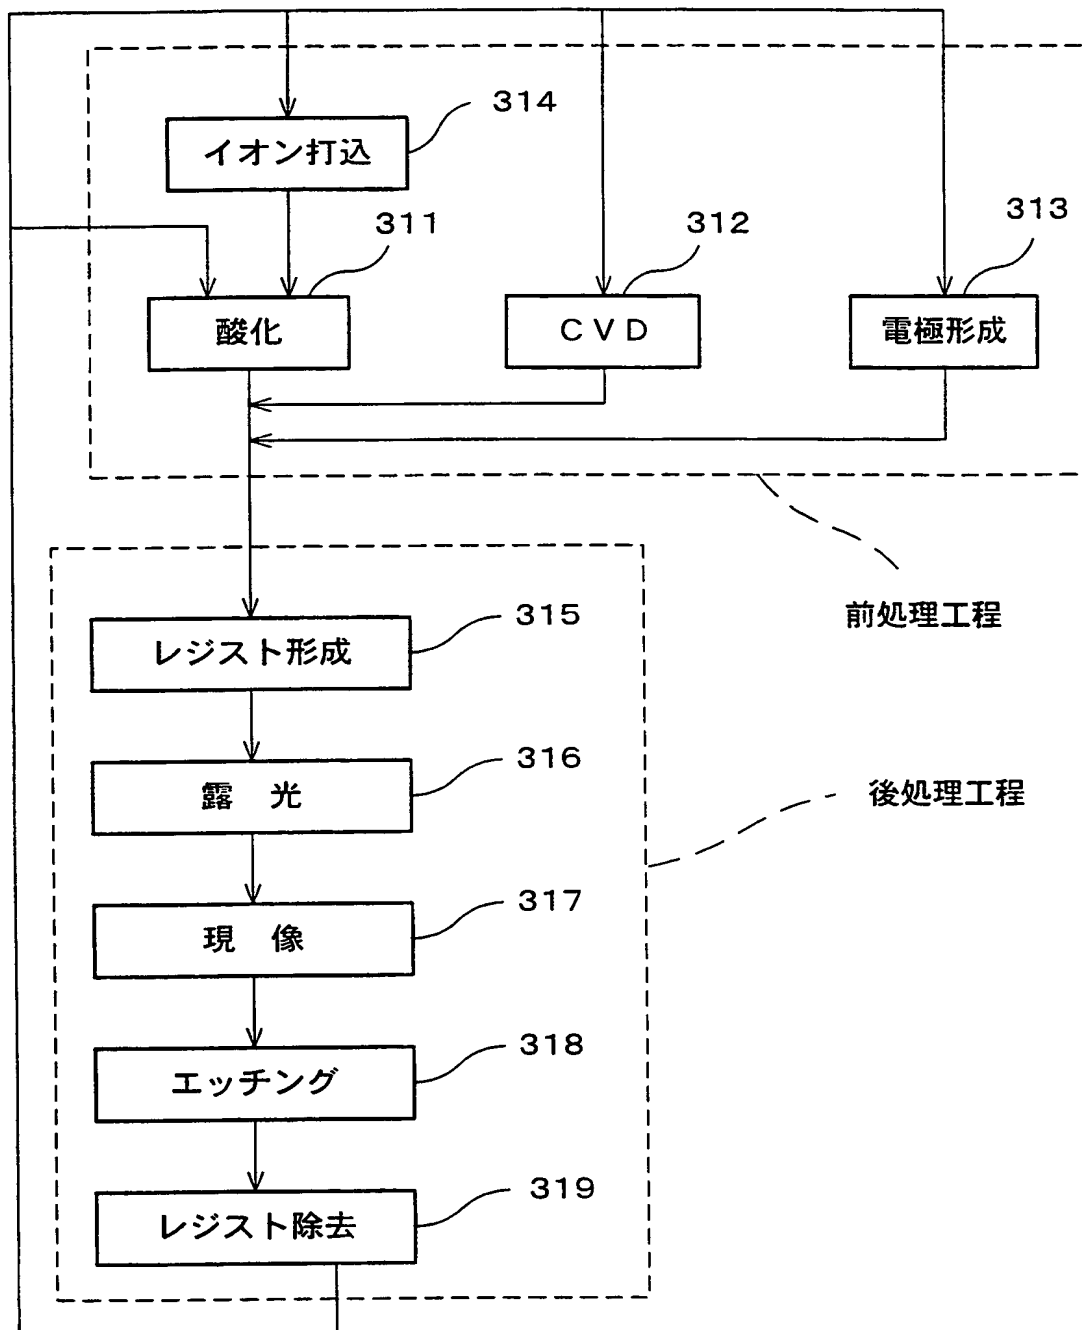 314
イオン打込
311
312
313
酸化
CVD
電極形成
前処理工程
315
レジスト形成
316
露 光
後処理工程
317
現 像
318
エッチング
319
レジスト除去